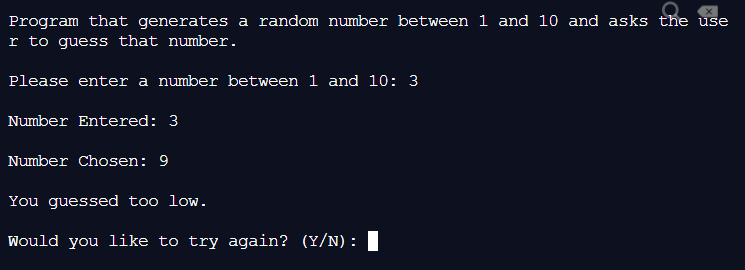 Program that generates a random number between 1 and 10 and asks the use
r to guess that number.
Please enter a number between 1 and 10: 3
Number Entered: 3
Number Chosen: 9
You guessed too low.
Would you like to try again? (Y/N):